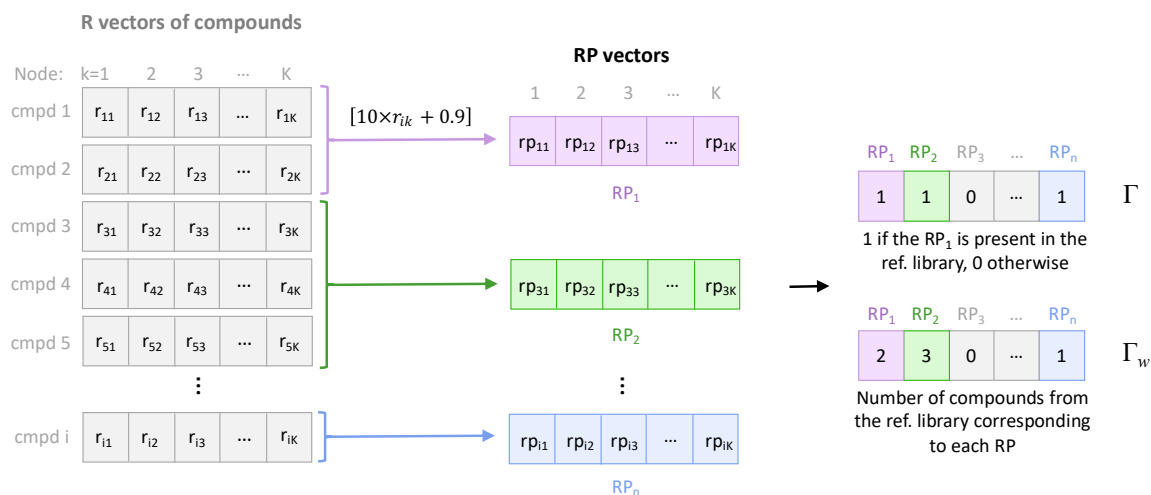 R vectors of compounds
Node: k=1 2 3 ... K
cmpd 1 r₁₁ r₁₂ r₁₃ ... r₁K
[10×rᵢₖ + 0.9]
cmpd 2 r₂₁ r₂₂ r₂₃ ... r₂K
cmpd 3 r₃₁ r₃₂ r₃₃ ... r₃K
cmpd 4 r₄₁ r₄₂ r₄₃ ... r₄K
cmpd 5 r₅₁ r₅₂ r₅₃ ... r₅K
⋮
cmpd i rᵢ₁ rᵢ₂ rᵢ₃ ... rᵢK
RP vectors
1 2 3 ... K
rp₁₁ rp₁₂ rp₁₃ ... rp₁K
RP₁
rp₃₁ rp₃₂ rp₃₃ ... rp₃K
RP₂
⋮
rpᵢ₁ rpᵢ₂ rpᵢ₃ ... rpᵢK
RPₙ
RP₁ RP₂ RP₃ ... RPₙ
1 1 0 ... 1 Γ
1 if the RP₁ is present in the
ref. library, 0 otherwise
RP₁ RP₂ RP₃ ... RPₙ
2 3 0 ... 1 Γ_w
Number of compounds from
the ref. library corresponding
to each RP